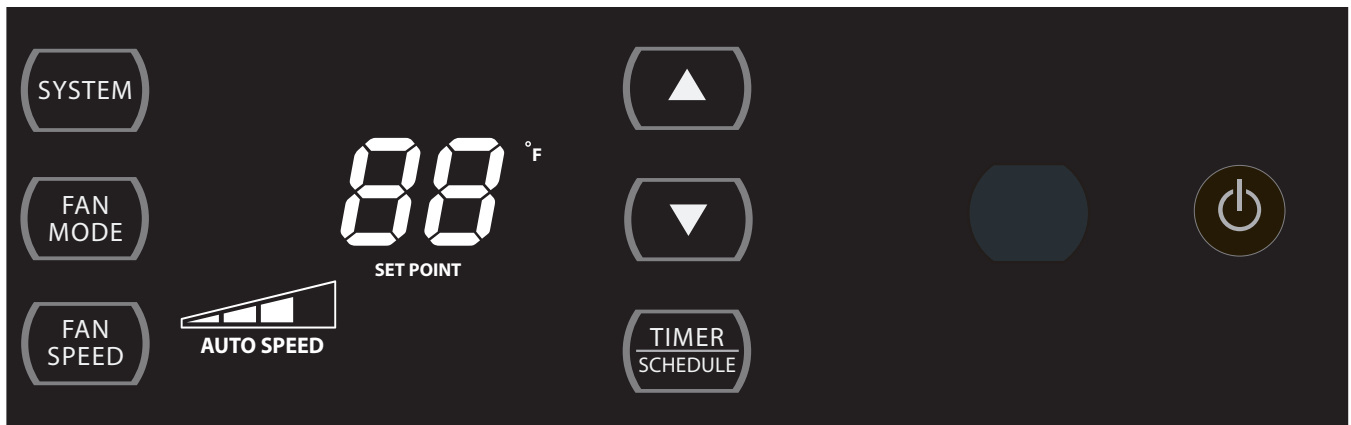 SYSTEM
FAN
MODE
FAN
SPEED
88 °F
SET POINT
AUTO SPEED
TIMER
SCHEDULE